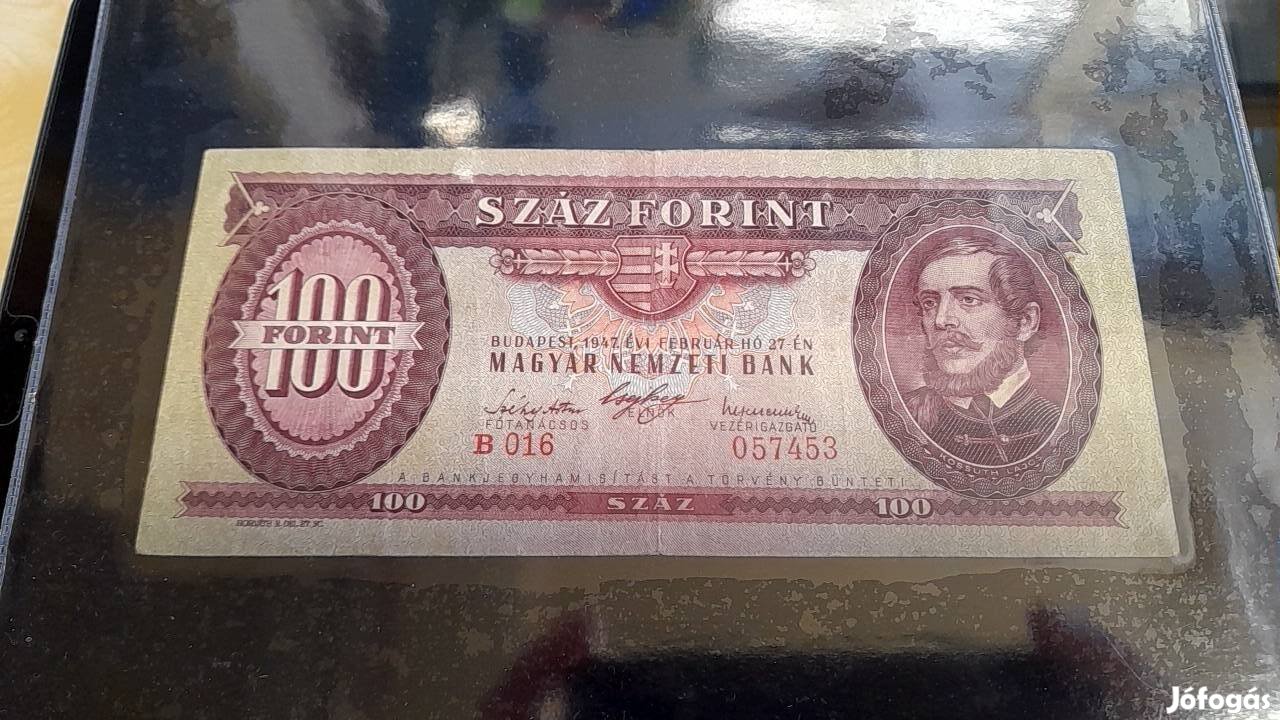 SZÁZ FORINT
100
FORINT
BUDAPEST, 1947. ÉVI FEBRUÁR HÓ 27-ÉN
MAGYAR NEMZETI BANK
FŐTANÁCSOS ELNÖK VEZÉRIGAZGATÓ
B 016 057453
KOSSUTH LAJOS
A BANKJEGYHAMISÍTÁST A TÖRVÉNY BÜNTETI
100 SZÁZ 100
Jófogás